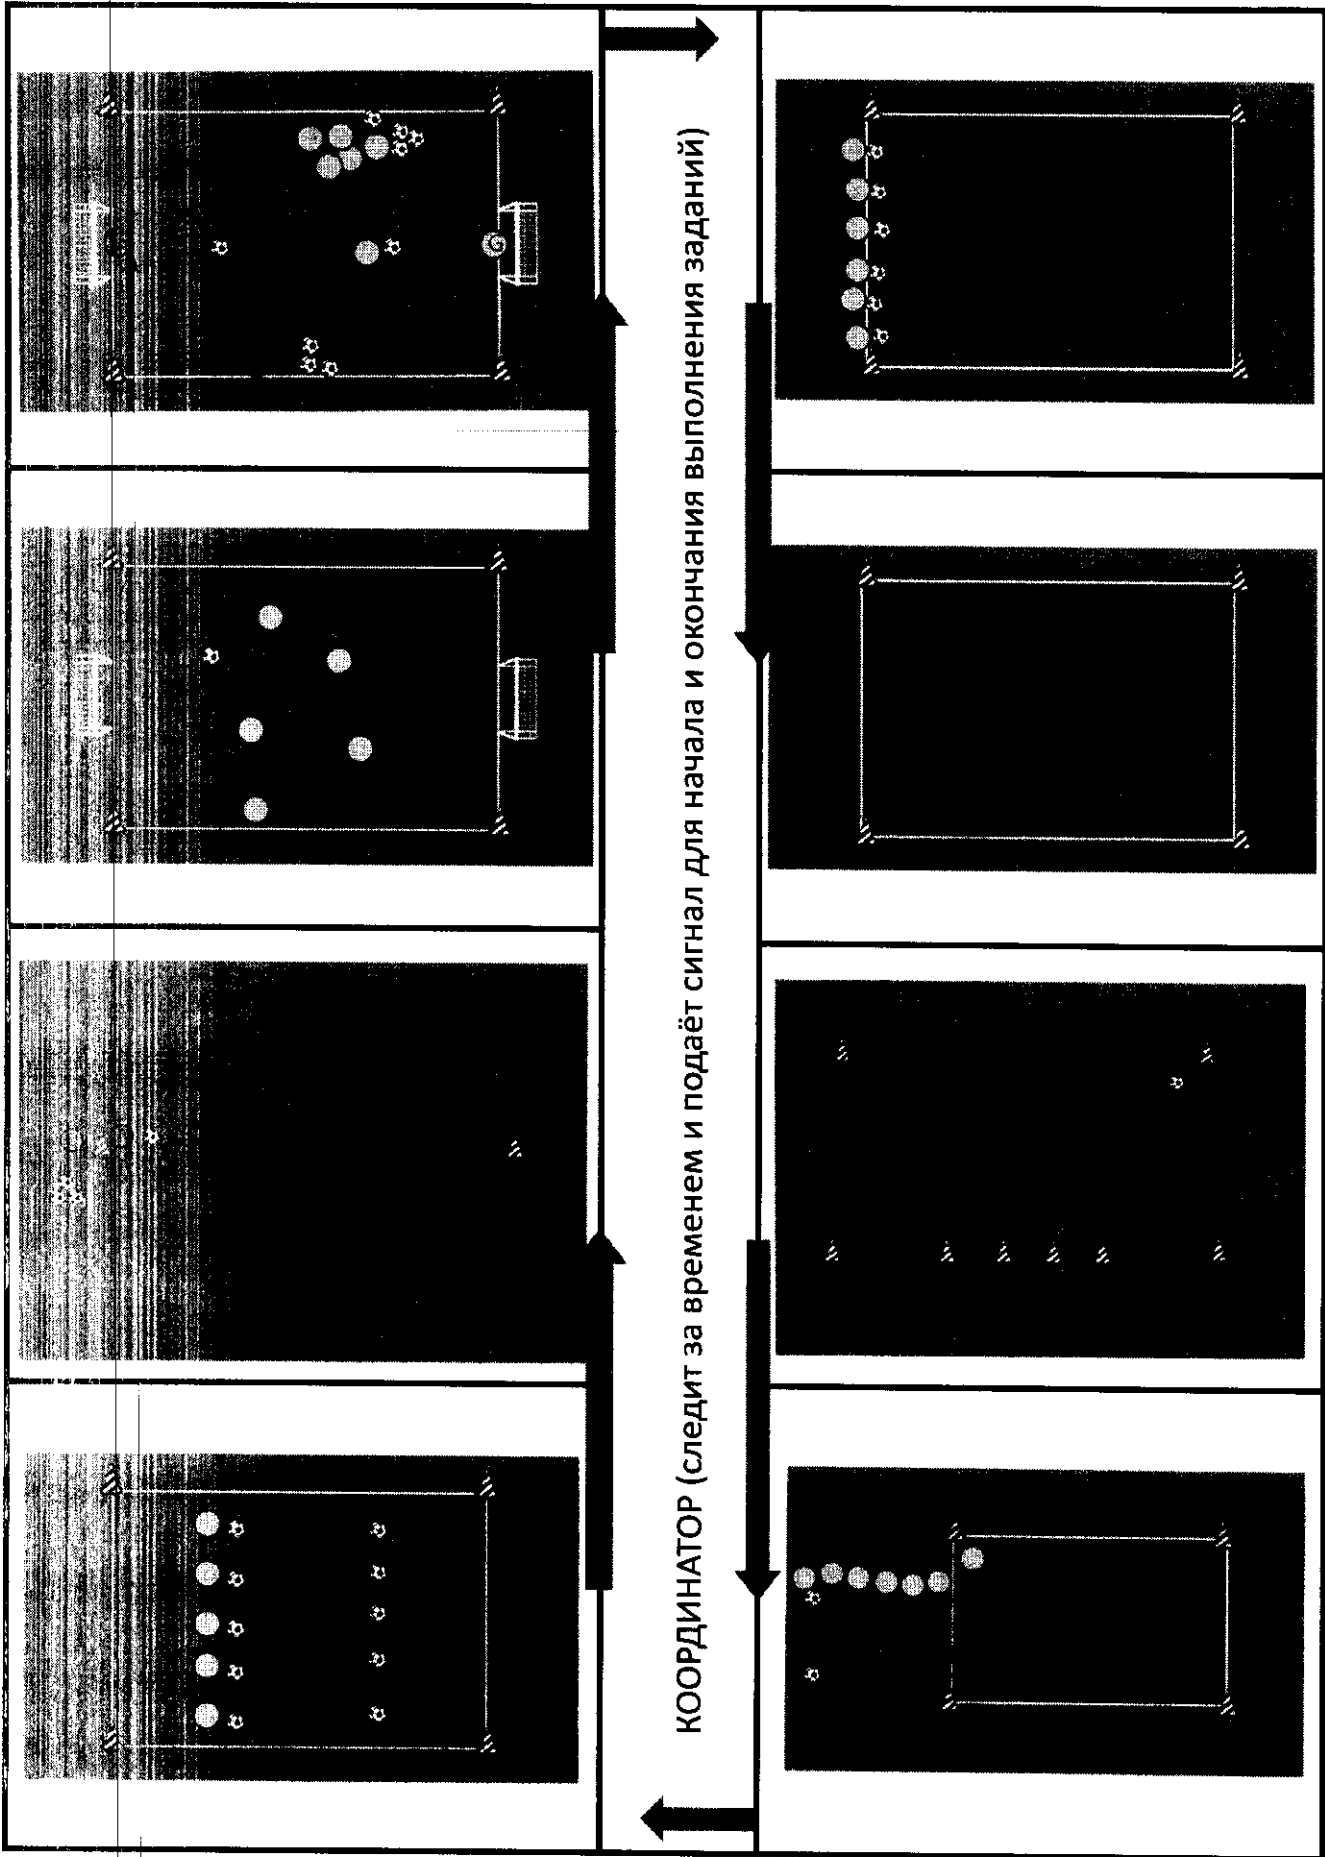 КООРДИНАТОР (следит за временем и подаёт сигнал для начала и окончания выполнения заданий)